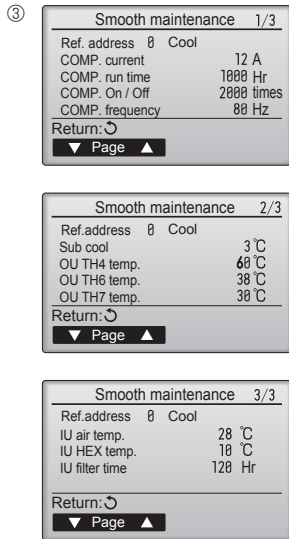 ③
Smooth maintenance 1/3
Ref. address 0 Cool
COMP. current 12 A
COMP. run time 1000 Hr
COMP. On / Off 2000 times
COMP. frequency 80 Hz
Return:
▼ Page ▲
Smooth maintenance 2/3
Ref.address 0 Cool
Sub cool 3℃
OU TH4 temp. 60℃
OU TH6 temp. 38℃
OU TH7 temp. 30℃
Return:
▼ Page ▲
Smooth maintenance 3/3
Ref.address 0 Cool
IU air temp. 28 ℃
IU HEX temp. 10 ℃
IU filter time 120 Hr
Return:
▼ Page ▲